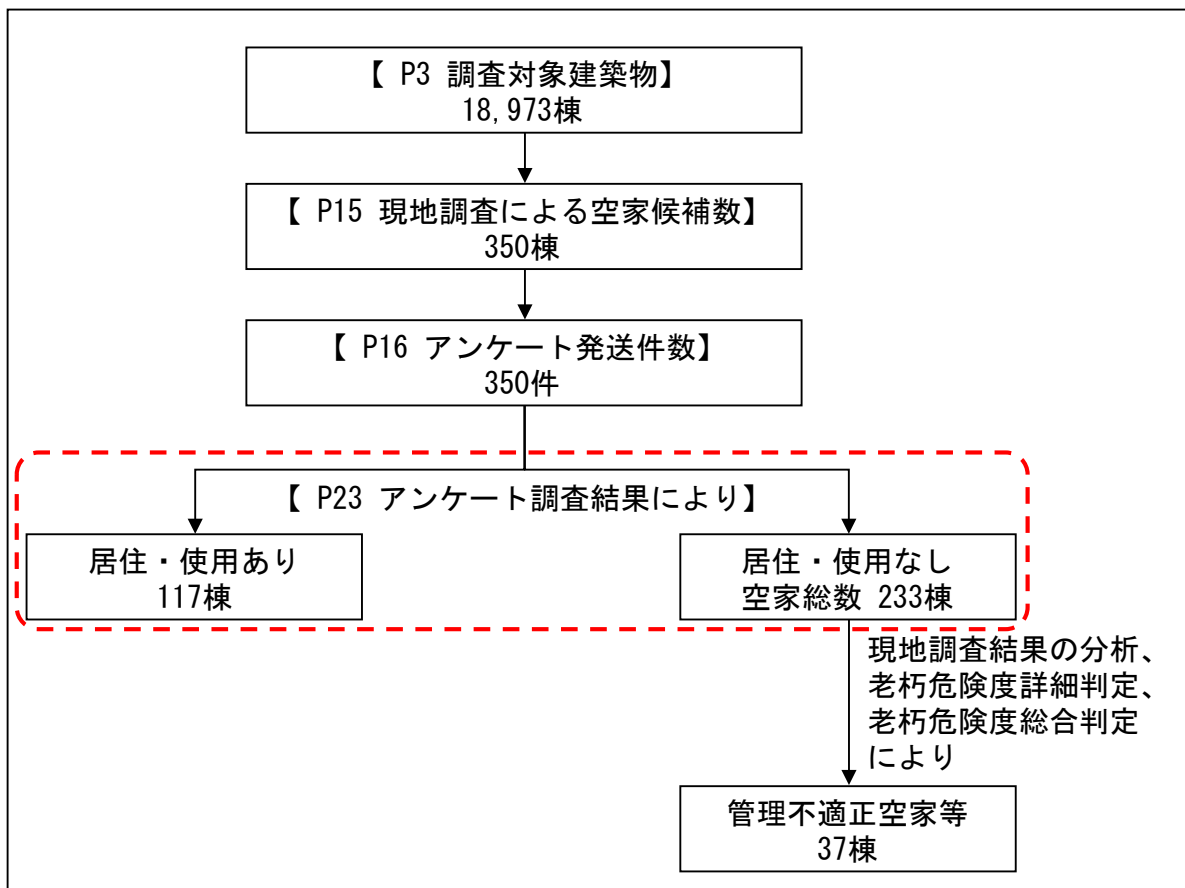 【 P3 調査対象建築物】
18,973棟
【 P15 現地調査による空家候補数】
350棟
【 P16 アンケート発送件数】
350件
【 P23 アンケート調査結果により】
居住・使用あり
117棟
居住・使用なし
空家総数 233棟
現地調査結果の分析、
老朽危険度詳細判定、
老朽危険度総合判定
により
管理不適正空家等
37棟